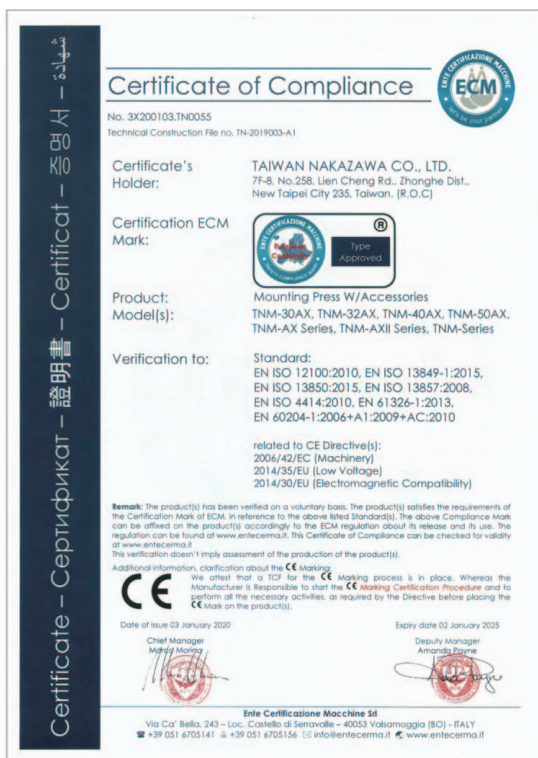 Certificate – Сертификат – 證明書 – Certificat – 증명서 – شهادة
Certificate of Compliance
ENTE CERTIFICAZIONE MACCHINE
ECM
let's be your partner
No. 3X200103.TN0055
Technical Construction File no. TN-2019003-A1
Certificate's Holder:
TAIWAN NAKAZAWA CO., LTD.
7F-8, No.258, Lien Cheng Rd., Zhonghe Dist.,
New Taipei City 235, Taiwan. (R.O.C)
Certification ECM Mark:
ENTE CERTIFICAZIONE MACCHINE
European
SAFETY COMPLIANCE MARK
®
Type
Approved
Product:
Mounting Press W/Accessories
Model(s):
TNM-30AX, TNM-32AX, TNM-40AX, TNM-50AX,
TNM-AX Series, TNM-AXII Series, TNM-Series
Verification to:
Standard:
EN ISO 12100:2010, EN ISO 13849-1:2015,
EN ISO 13850:2015, EN ISO 13857:2008,
EN ISO 4414:2010, EN 61326-1:2013,
EN 60204-1:2006+A1:2009+AC:2010
related to CE Directive(s):
2006/42/EC (Machinery)
2014/35/EU (Low Voltage)
2014/30/EU (Electromagnetic Compatibility)
Remark: The product(s) has been verified on a voluntary basis. The product(s) satisfies the requirements of
the Certification Mark of ECM, in reference to the above listed Standard(s). The above Compliance Mark
can be affixed on the product(s) accordingly to the ECM regulation about its release and its use. The
regulation can be found at www.entecerma.it. This Certificate of Compliance can be checked for validity
at www.entecerma.it
This verification doesn't imply assessment of the production of the product(s).
Additional information, clarification about the CE Marking:
CE
We attest that a TCF for the CE Marking process is in place. Whereas the
Manufacturer is Responsible to start the CE Marking Certification Procedure and to
perform all the necessary activities, as required by the Directive before placing the
CE Mark on the product(s).
Date of issue 03 January 2020
Expiry date 02 January 2025
Chief Manager
Marco Morina
Deputy Manager
Amanda Payne
Ente Certificazione Macchine Srl
Via Ca' Bella, 243 – Loc. Castello di Serravalle – 40053 Valsamoggia (BO) - ITALY
☎ +39 051 6705141 +39 051 6705156 ✉ info@entecerma.it www.entecerma.it